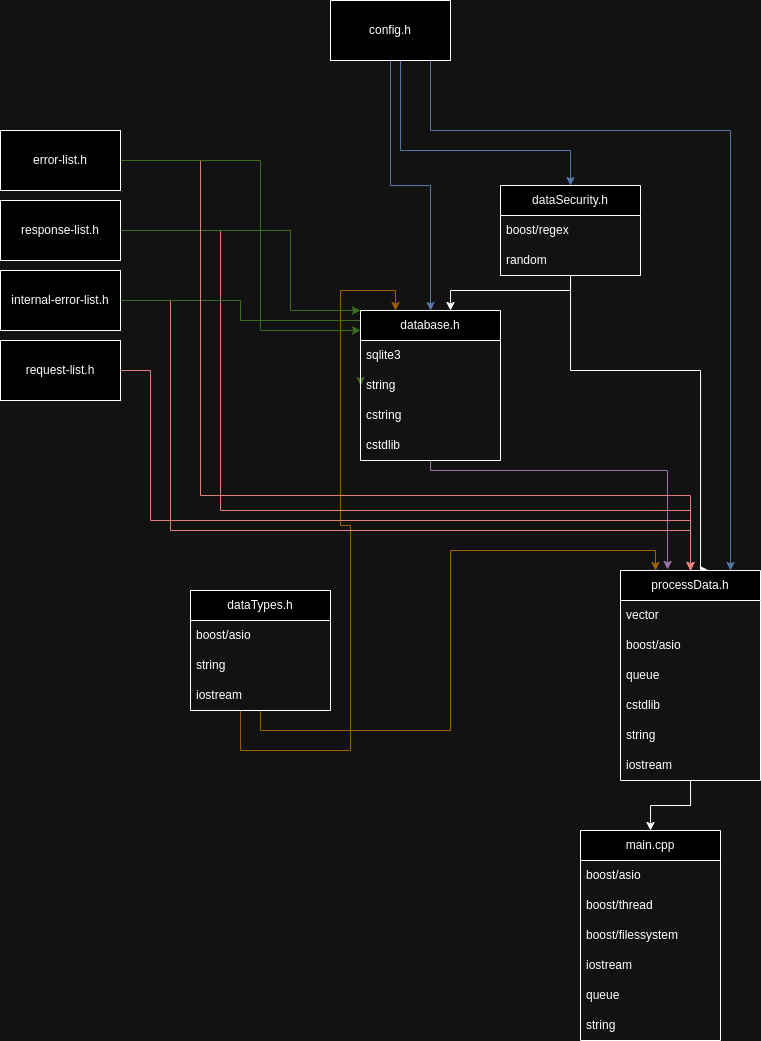 config.h
error-list.h
response-list.h
internal-error-list.h
request-list.h
dataSecurity.h
boost/regex
random
database.h
sqlite3
string
cstring
cstdlib
dataTypes.h
boost/asio
string
iostream
processData.h
vector
boost/asio
queue
cstdlib
string
iostream
main.cpp
boost/asio
boost/thread
boost/filessystem
iostream
queue
string